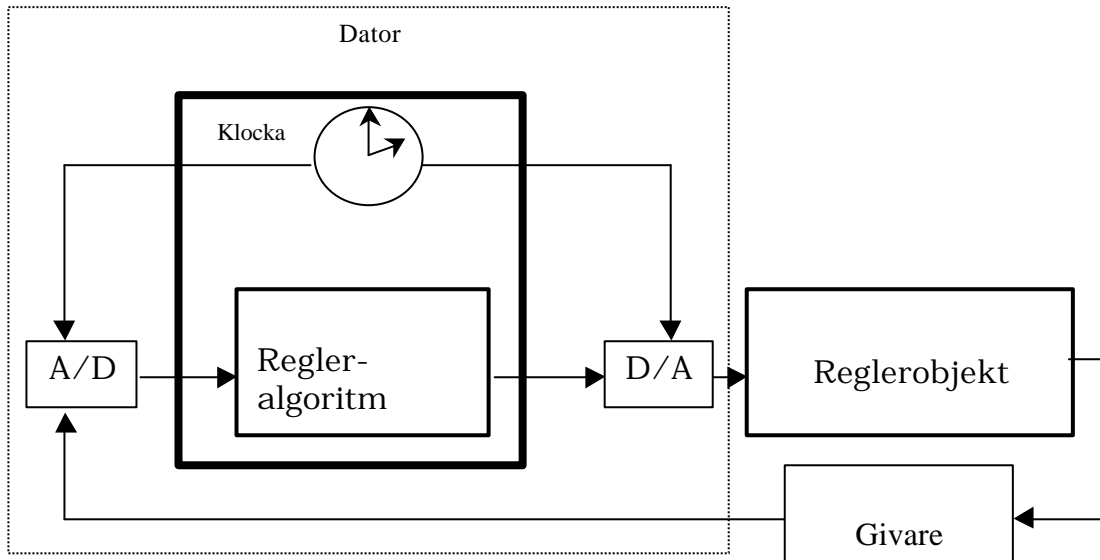 Dator
Klocka
A/D
Regler-
algoritm
D/A
Reglerobjekt
Givare